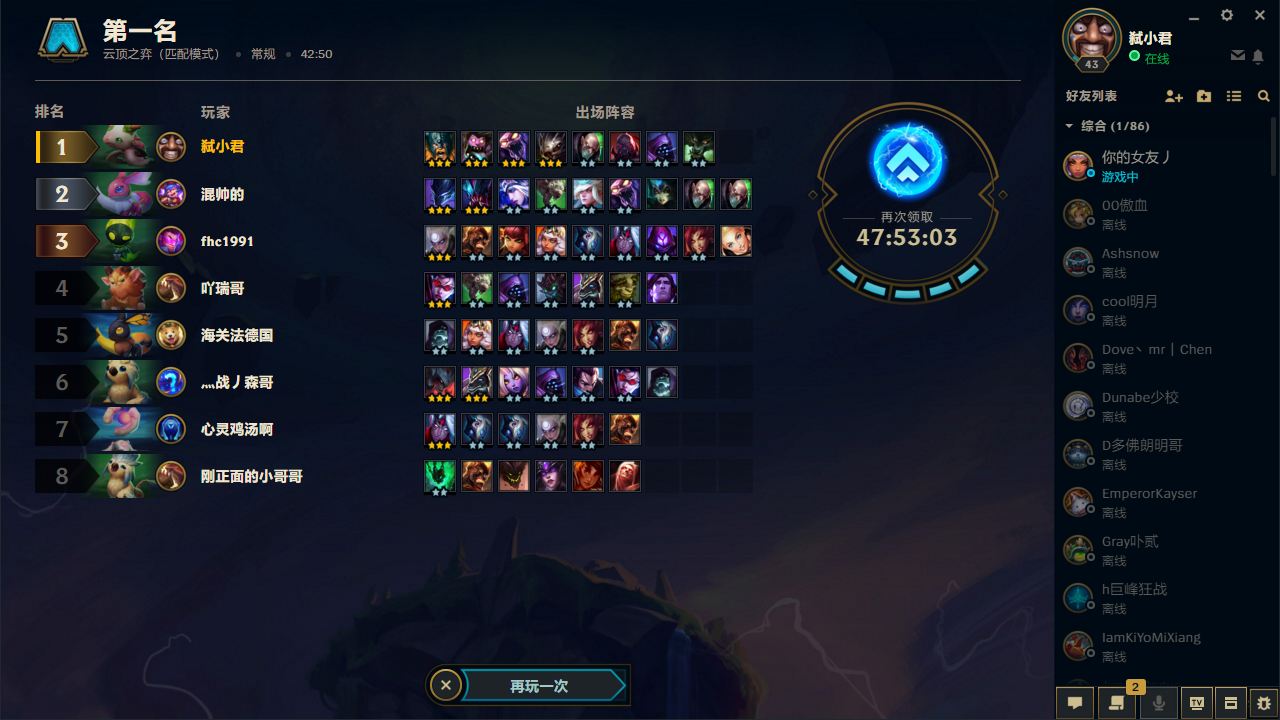 第一名
云顶之弈（匹配模式） • 常规 • 42:50
排名 玩家 出场阵容
1 弑小君
2 混帅的
3 fhc1991
4 吖瑞哥
5 海关法德国
6 灬战丿森哥
7 心灵鸡汤啊
8 刚正面的小哥哥
再次领取
47:53:03
再玩一次
弑小君
43
在线
好友列表
综合 (1/86)
你的女友丿
游戏中
00傲血
离线
Ashsnow
离线
cool明月
离线
Dove丶mr丨Chen
离线
Dunabe少校
离线
D多佛朗明哥
离线
EmperorKayser
离线
Gray卟贰
离线
h巨峰狂战
离线
IamKiYoMiXiang
离线
2
TV